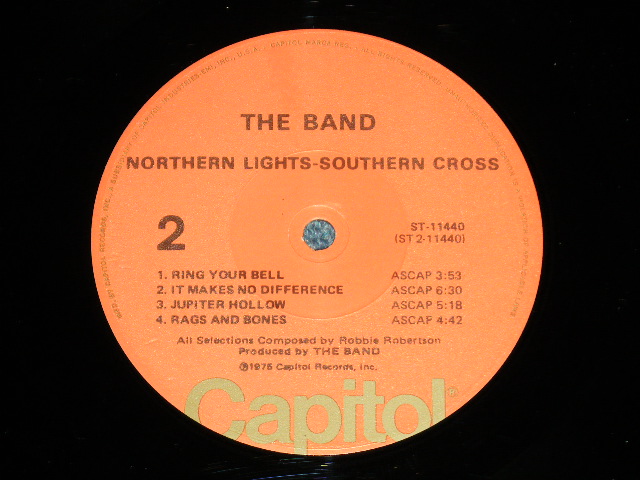 THE BAND
NORTHERN LIGHTS-SOUTHERN CROSS
2
ST-11440
(ST 2-11440)
1. RING YOUR BELL ASCAP 3:53
2. IT MAKES NO DIFFERENCE ASCAP 6:30
3. JUPITER HOLLOW ASCAP 5:18
4. RAGS AND BONES ASCAP 4:42
All Selections Composed by Robbie Robertson
Produced by THE BAND
℗1975 Capitol Records, Inc.
Capitol®